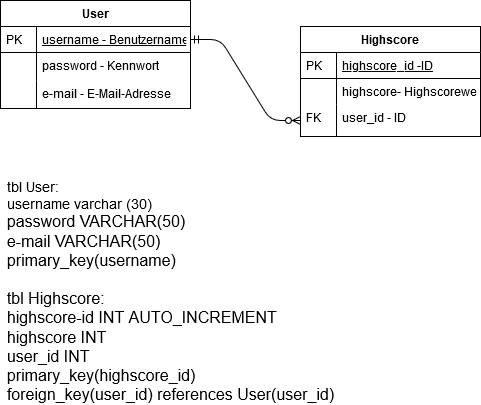 User
PK username - Benutzername
password - Kennwort
e-mail - E-Mail-Adresse
Highscore
PK highscore_id -ID
highscore- Highscorewe
FK user_id - ID
tbl User:
username varchar (30)
password VARCHAR(50)
e-mail VARCHAR(50)
primary_key(username)
tbl Highscore:
highscore-id INT AUTO_INCREMENT
highscore INT
user_id INT
primary_key(highscore_id)
foreign_key(user_id) references User(user_id)